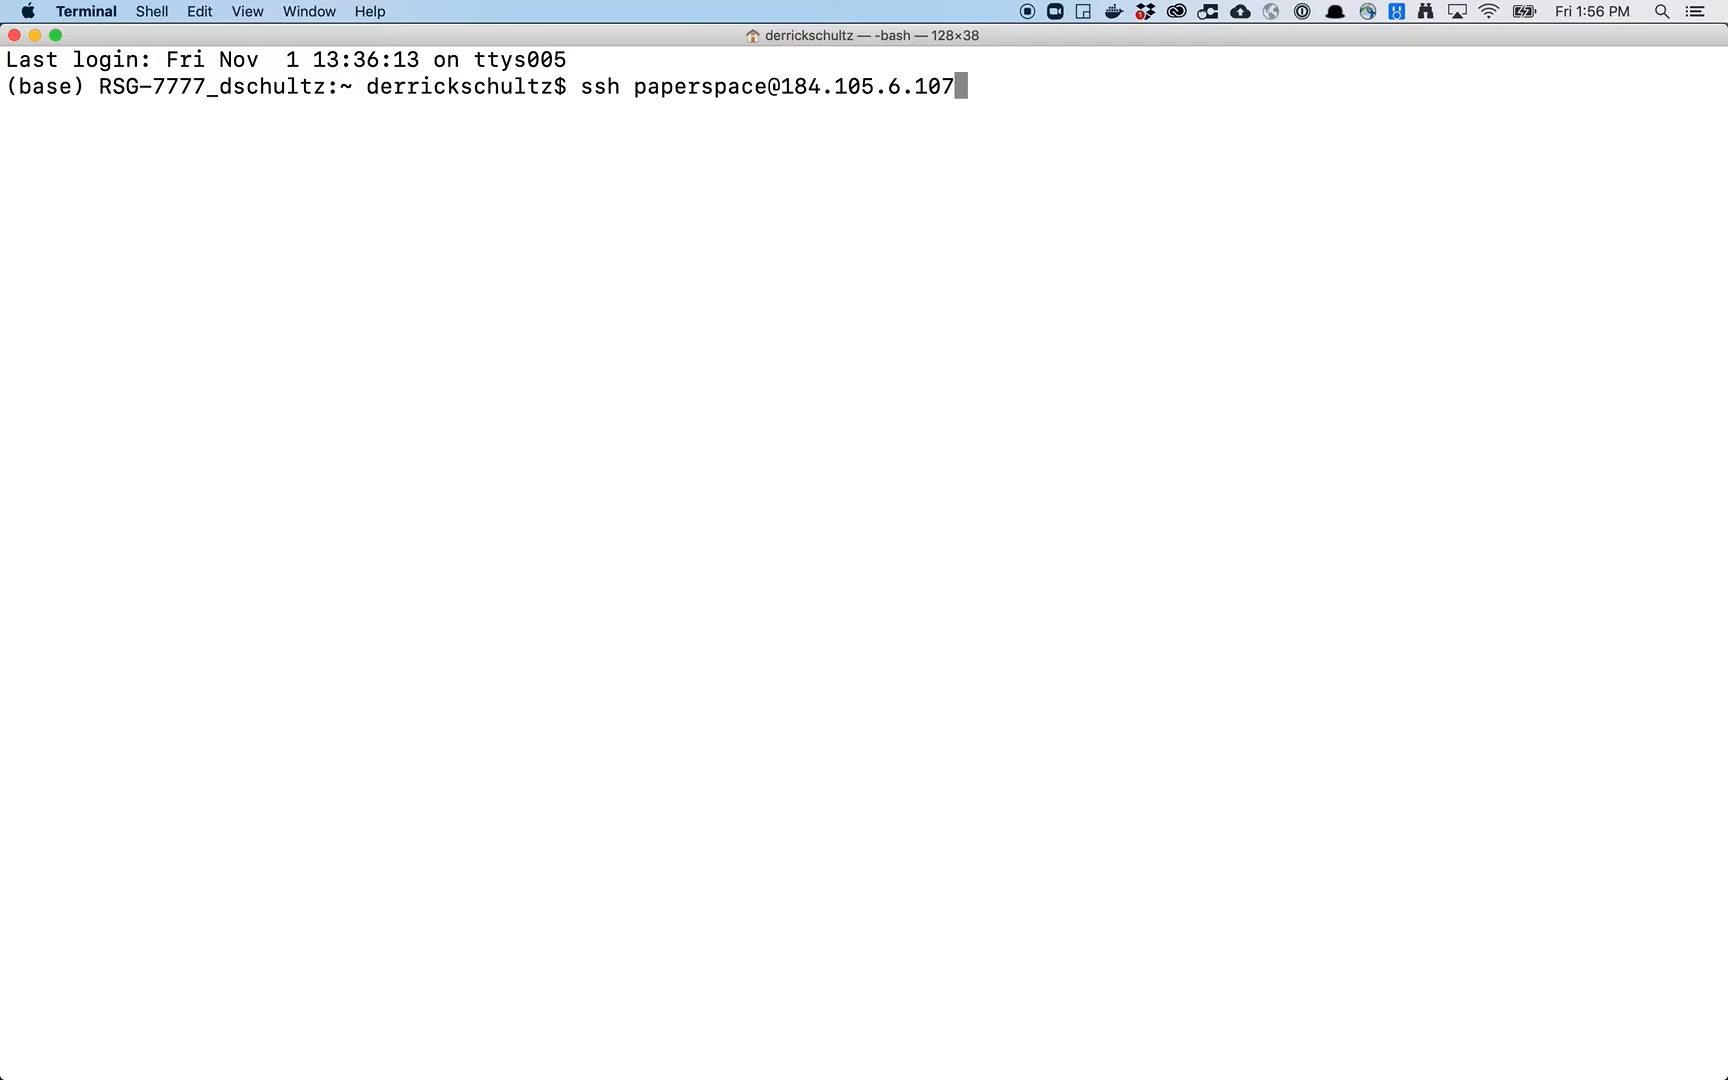 Terminal Shell Edit View Window Help Fri 1:56 PM
derrickschultz — -bash — 128×38
Last login: Fri Nov  1 13:36:13 on ttys005
(base) RSG-7777_dschultz:~ derrickschultz$ ssh paperspace@184.105.6.107